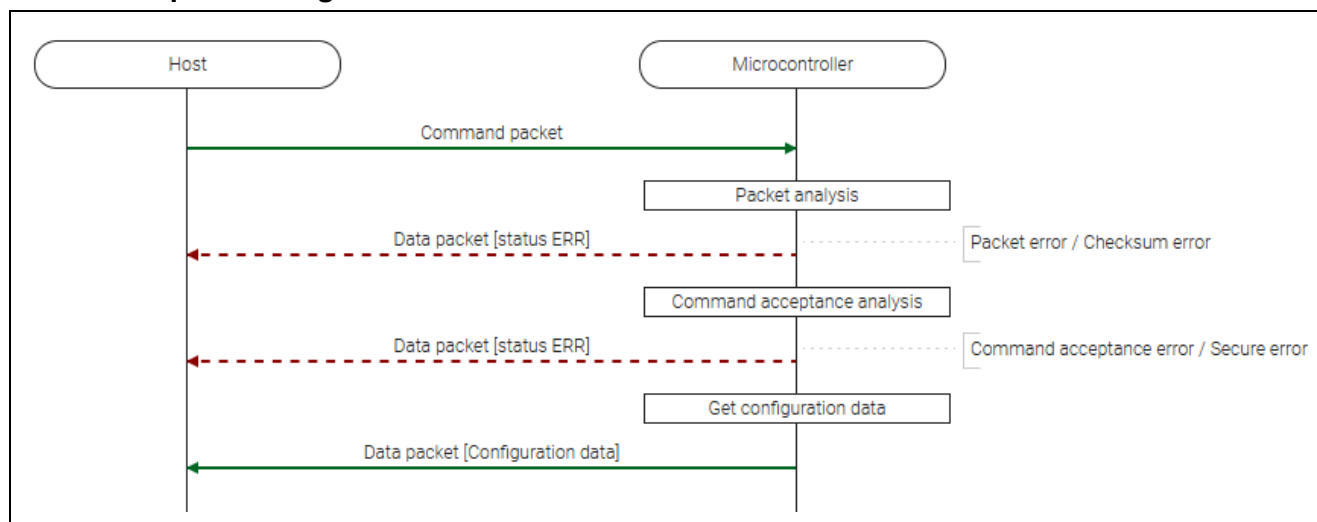 Host
Microcontroller
Command packet
Packet analysis
Data packet [status ERR]
Packet error / Checksum error
Command acceptance analysis
Data packet [status ERR]
Command acceptance error / Secure error
Get configuration data
Data packet [Configuration data]